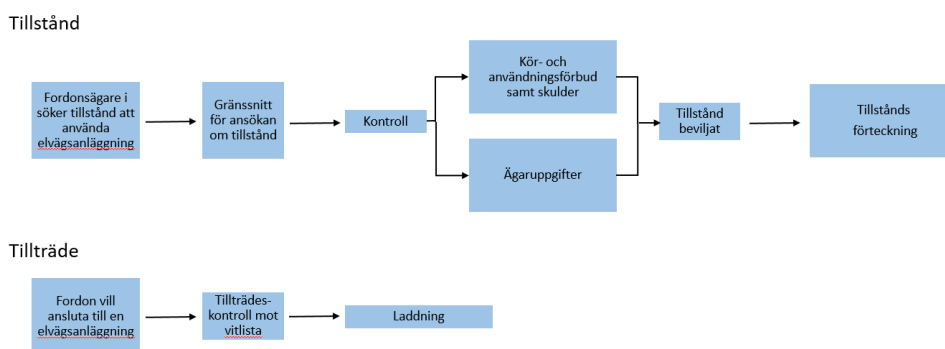 Tillstånd
Fordonsägare i
söker tillstånd att
använda
elvägsanläggning
Gränssnitt
för ansökan
om tillstånd
Kontroll
Kör- och
användningsförbud
samt skulder
Ägaruppgifter
Tillstånd
beviljat
Tillstånds
förteckning
Tillträde
Fordon vill
ansluta till en
elvägsanläggning
Tillträdes-
kontroll mot
vitlista
Laddning